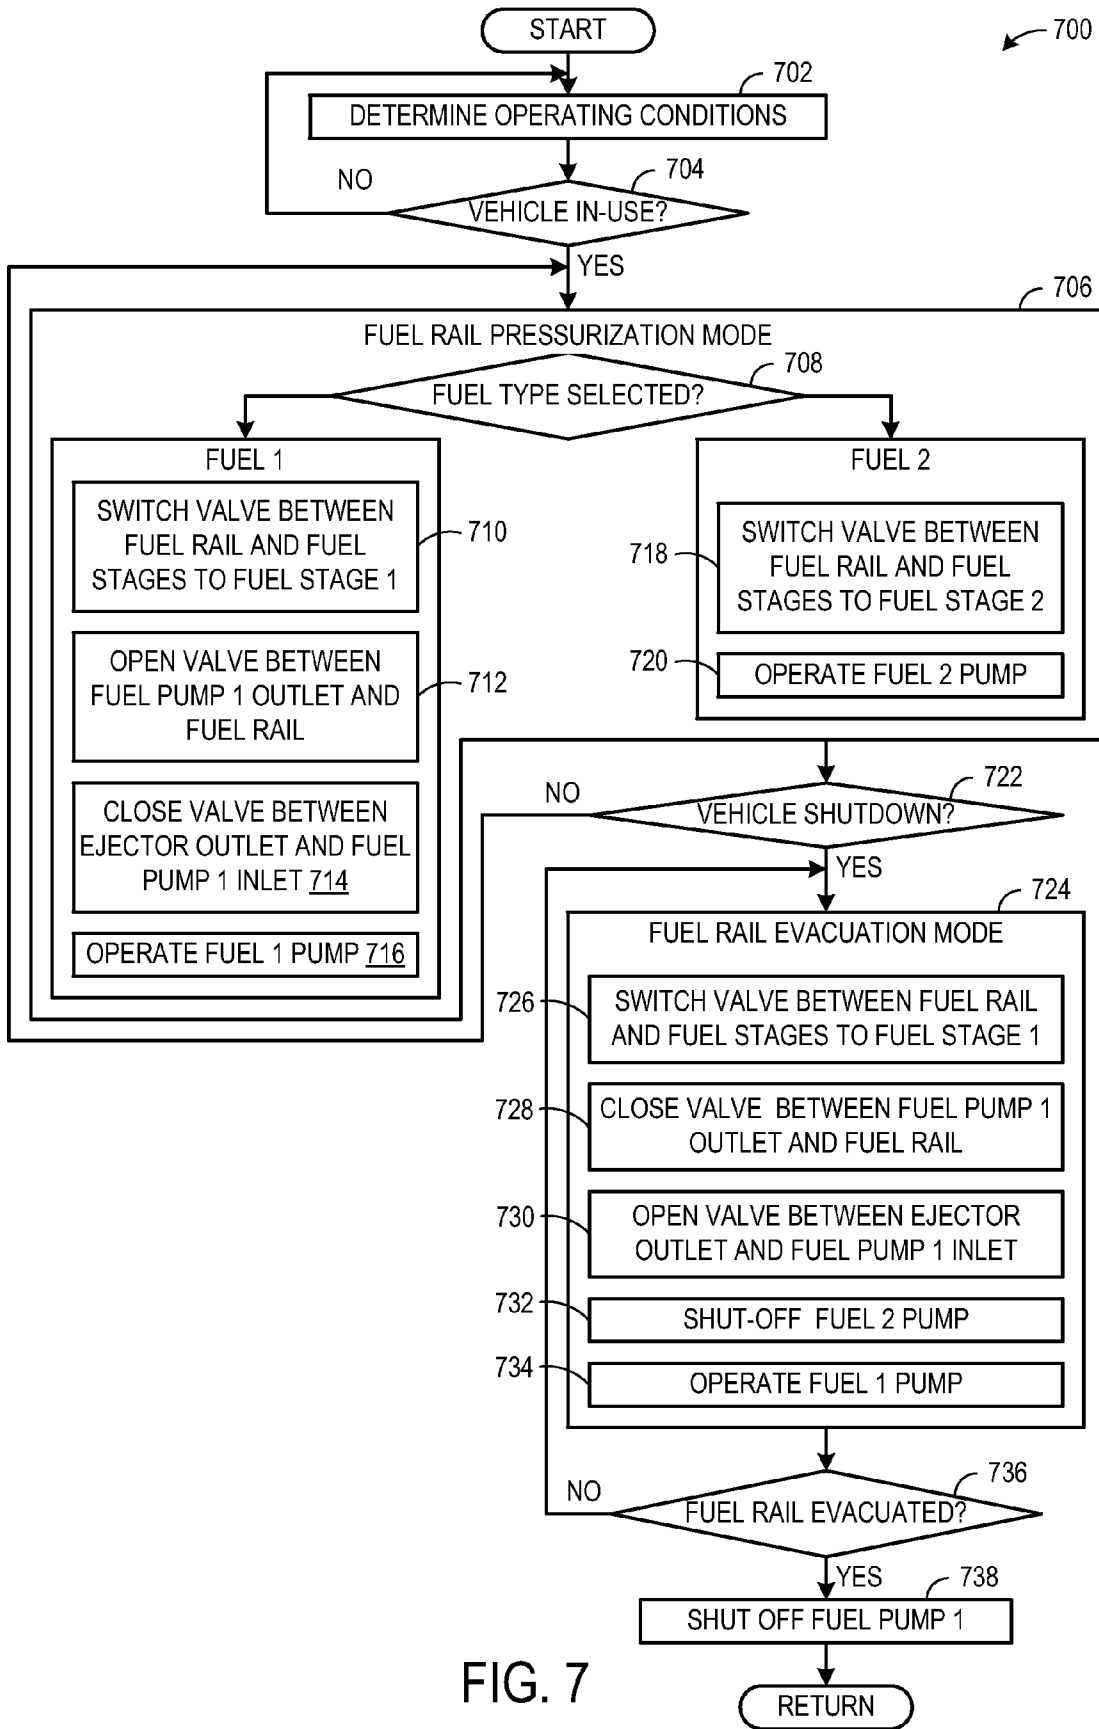 START
700
702
DETERMINE OPERATING CONDITIONS
NO
704
VEHICLE IN-USE?
YES
706
FUEL RAIL PRESSURIZATION MODE
708
FUEL TYPE SELECTED?
FUEL 1
SWITCH VALVE BETWEEN
FUEL RAIL AND FUEL
STAGES TO FUEL STAGE 1
710
OPEN VALVE BETWEEN
FUEL PUMP 1 OUTLET AND
FUEL RAIL
712
CLOSE VALVE BETWEEN
EJECTOR OUTLET AND FUEL
PUMP 1 INLET 714
OPERATE FUEL 1 PUMP 716
FUEL 2
718
SWITCH VALVE BETWEEN
FUEL RAIL AND FUEL
STAGES TO FUEL STAGE 2
720
OPERATE FUEL 2 PUMP
722
NO
VEHICLE SHUTDOWN?
YES
724
FUEL RAIL EVACUATION MODE
726
SWITCH VALVE BETWEEN FUEL RAIL
AND FUEL STAGES TO FUEL STAGE 1
728
CLOSE VALVE BETWEEN FUEL PUMP 1
OUTLET AND FUEL RAIL
730
OPEN VALVE BETWEEN EJECTOR
OUTLET AND FUEL PUMP 1 INLET
732
SHUT-OFF FUEL 2 PUMP
734
OPERATE FUEL 1 PUMP
736
NO
FUEL RAIL EVACUATED?
YES
738
SHUT OFF FUEL PUMP 1
RETURN
FIG. 7